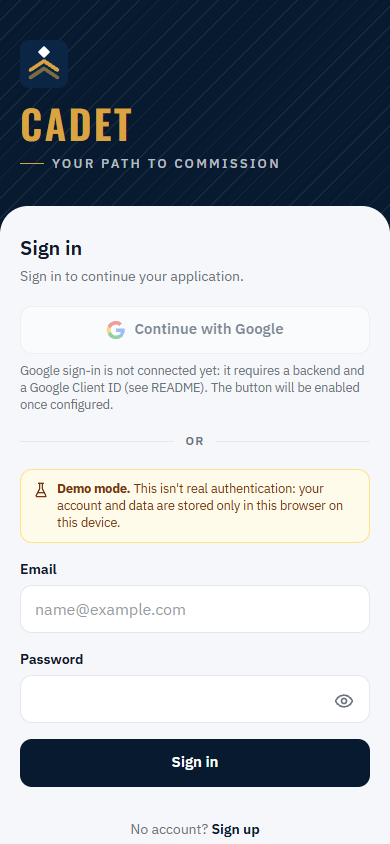 CADET
YOUR PATH TO COMMISSION
Sign in
Sign in to continue your application.
Continue with Google
Google sign-in is not connected yet: it requires a backend and
a Google Client ID (see README). The button will be enabled
once configured.
OR
Demo mode. This isn't real authentication: your
account and data are stored only in this browser on
this device.
Email
name@example.com
Password
Sign in
No account? Sign up